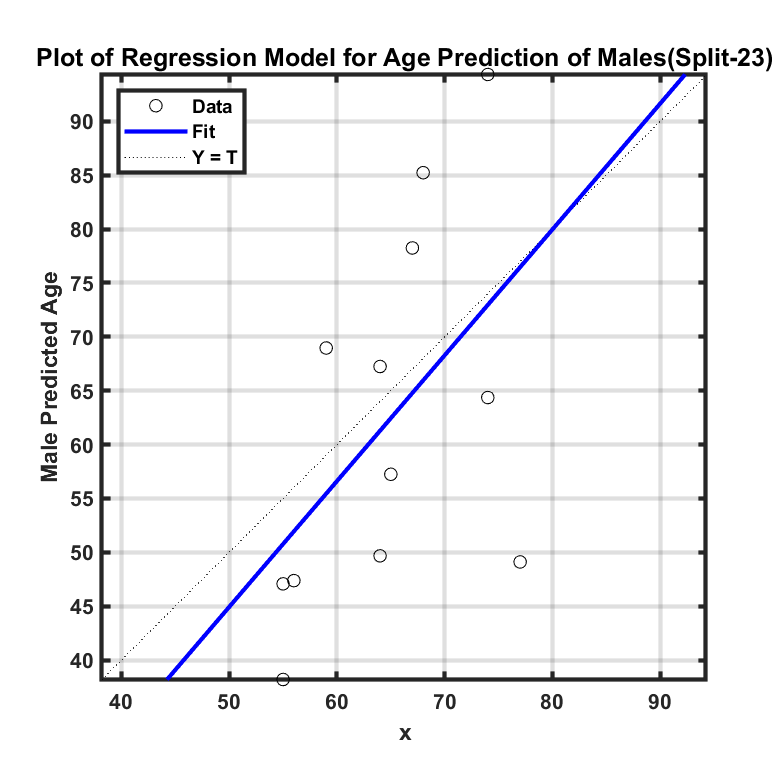 Plot of Regression Model for Age Prediction of Males(Split-23)
Data
Fit
Y = T
Male Predicted Age
90
85
80
75
70
65
60
55
50
45
40
40 50 60 70 80 90
x